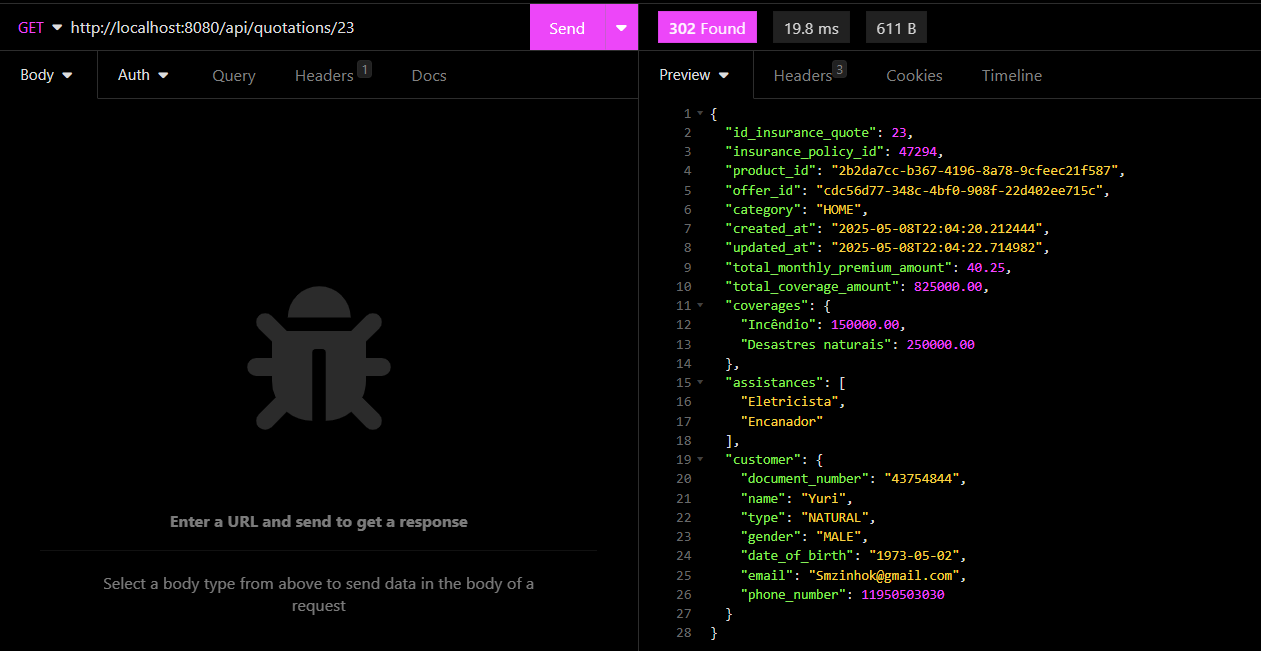 GET http://localhost:8080/api/quotations/23 Send
302 Found 19.8 ms 611 B
Body Auth Query Headers 1 Docs
Preview Headers 3 Cookies Timeline
Enter a URL and send to get a response
Select a body type from above to send data in the body of a
request
1 {
2 "id_insurance_quote": 23,
3 "insurance_policy_id": 47294,
4 "product_id": "2b2da7cc-b367-4196-8a78-9cfeec21f587",
5 "offer_id": "cdc56d77-348c-4bf0-908f-22d402ee715c",
6 "category": "HOME",
7 "created_at": "2025-05-08T22:04:20.212444",
8 "updated_at": "2025-05-08T22:04:22.714982",
9 "total_monthly_premium_amount": 40.25,
10 "total_coverage_amount": 825000.00,
11 "coverages": {
12 "Incêndio": 150000.00,
13 "Desastres naturais": 250000.00
14 },
15 "assistances": [
16 "Eletricista",
17 "Encanador"
18 ],
19 "customer": {
20 "document_number": "43754844",
21 "name": "Yuri",
22 "type": "NATURAL",
23 "gender": "MALE",
24 "date_of_birth": "1973-05-02",
25 "email": "Smzinhok@gmail.com",
26 "phone_number": 11950503030
27 }
28 }